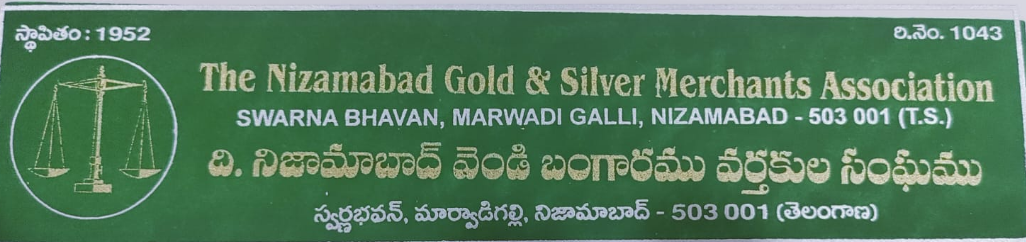 స్థాపితం : 1952
రి.నెం. 1043
The Nizamabad Gold & Silver Merchants Association
SWARNA BHAVAN, MARWADI GALLI, NIZAMABAD - 503 001 (T.S.)
ది. నిజామాబాద్ వెండి బంగారము వర్తకుల సంఘము
స్వర్ణభవన్, మార్వాడిగల్లి, నిజామాబాద్ - 503 001 (తెలంగాణ)